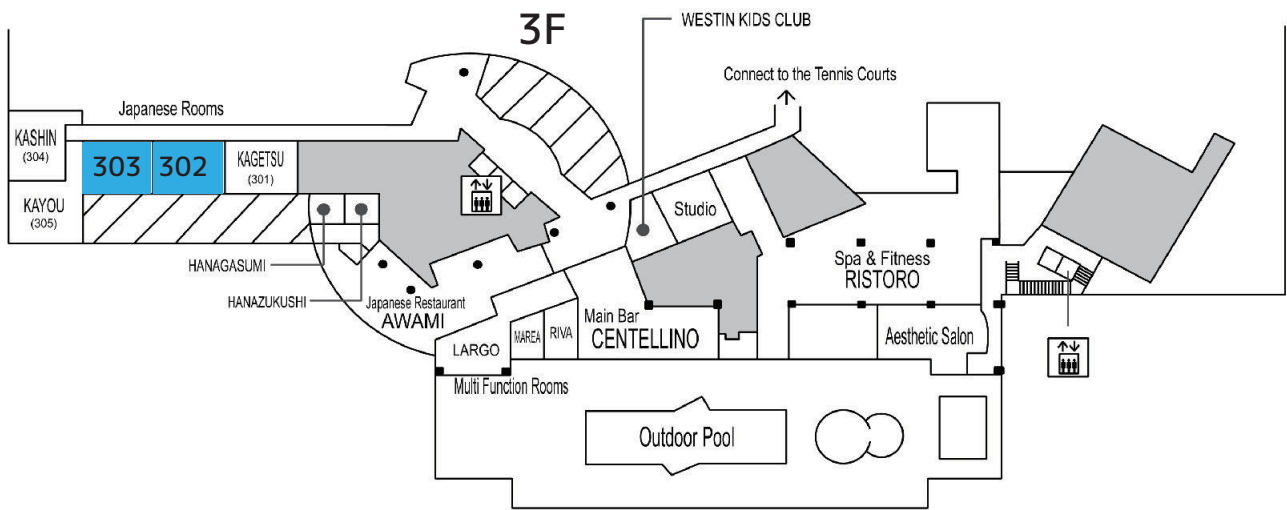 3F
WESTIN KIDS CLUB
Connect to the Tennis Courts
Japanese Rooms
KASHIN
(304)
303
302
KAGETSU
(301)
KAYOU
(305)
Studio
HANAGASUMI
HANAZUKUSHI
Japanese Restaurant
AWAMI
Spa & Fitness
RISTORO
LARGO
MAREA
RIVA
Main Bar
CENTELLINO
Aesthetic Salon
Multi Function Rooms
Outdoor Pool